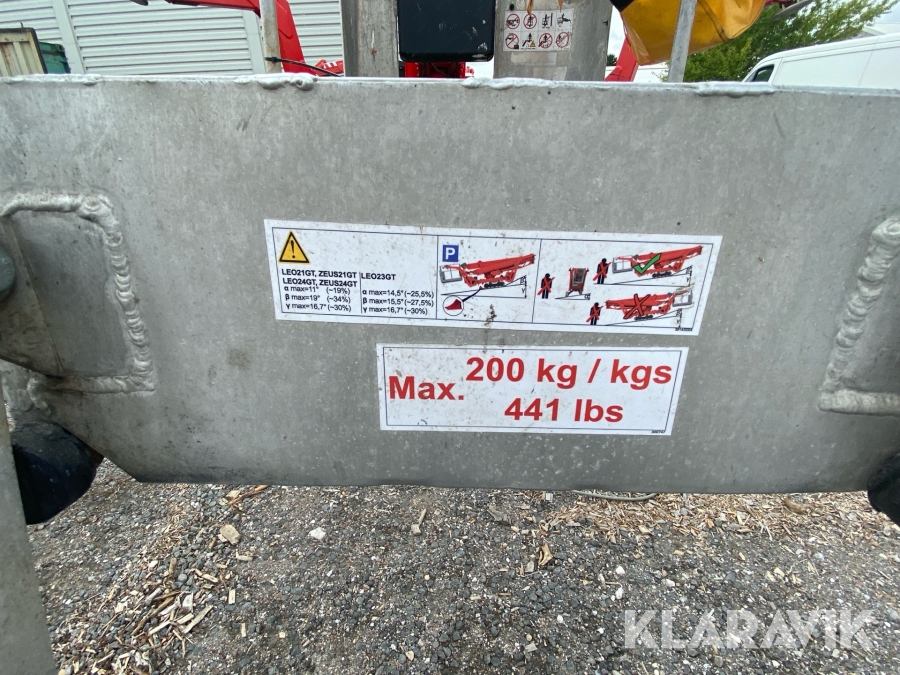 LEO21GT, ZEUS21GT
LEO24GT, ZEUS24GT
α max=11° (~19%)
β max=19° (~34%)
γ max=16,7° (~30%)
LEO23GT
α max=14,5° (~25,5%)
β max=15,5° (~27,5%)
γ max=16,7° (~30%)
P
Max. 200 kg / kgs
441 lbs
KLARAVIK